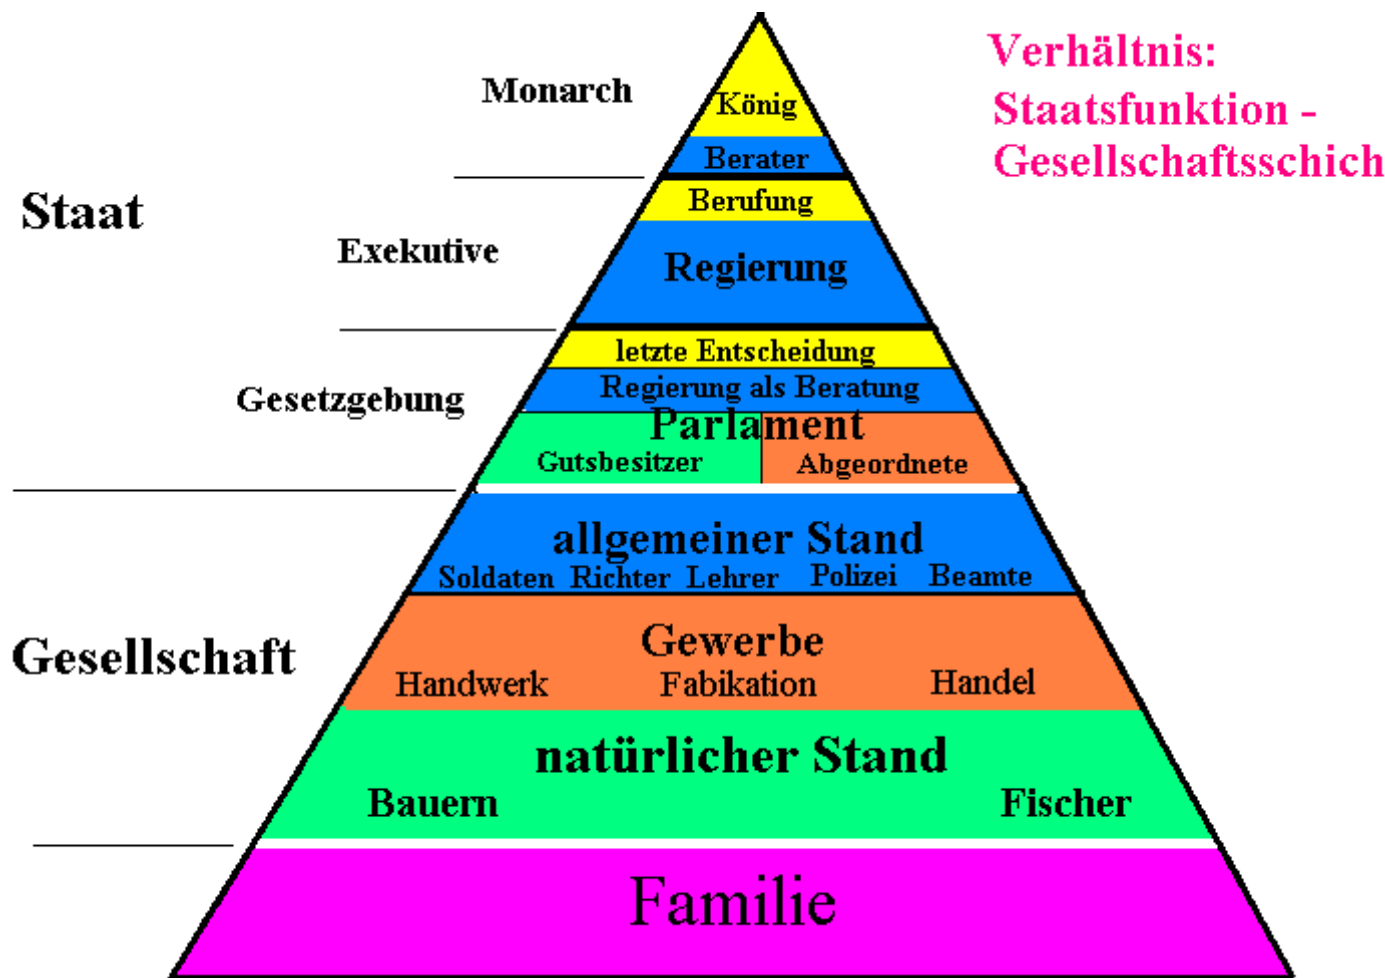 Verhältnis:
Staatsfunktion -
Gesellschaftsschich
Monarch
König
Berater
Staat
Berufung
Exekutive
Regierung
letzte Entscheidung
Gesetzgebung
Regierung als Beratung
Parlament
Gutsbesitzer Abgeordnete
allgemeiner Stand
Soldaten Richter Lehrer Polizei Beamte
Gesellschaft
Gewerbe
Handwerk Fabikation Handel
natürlicher Stand
Bauern Fischer
Familie